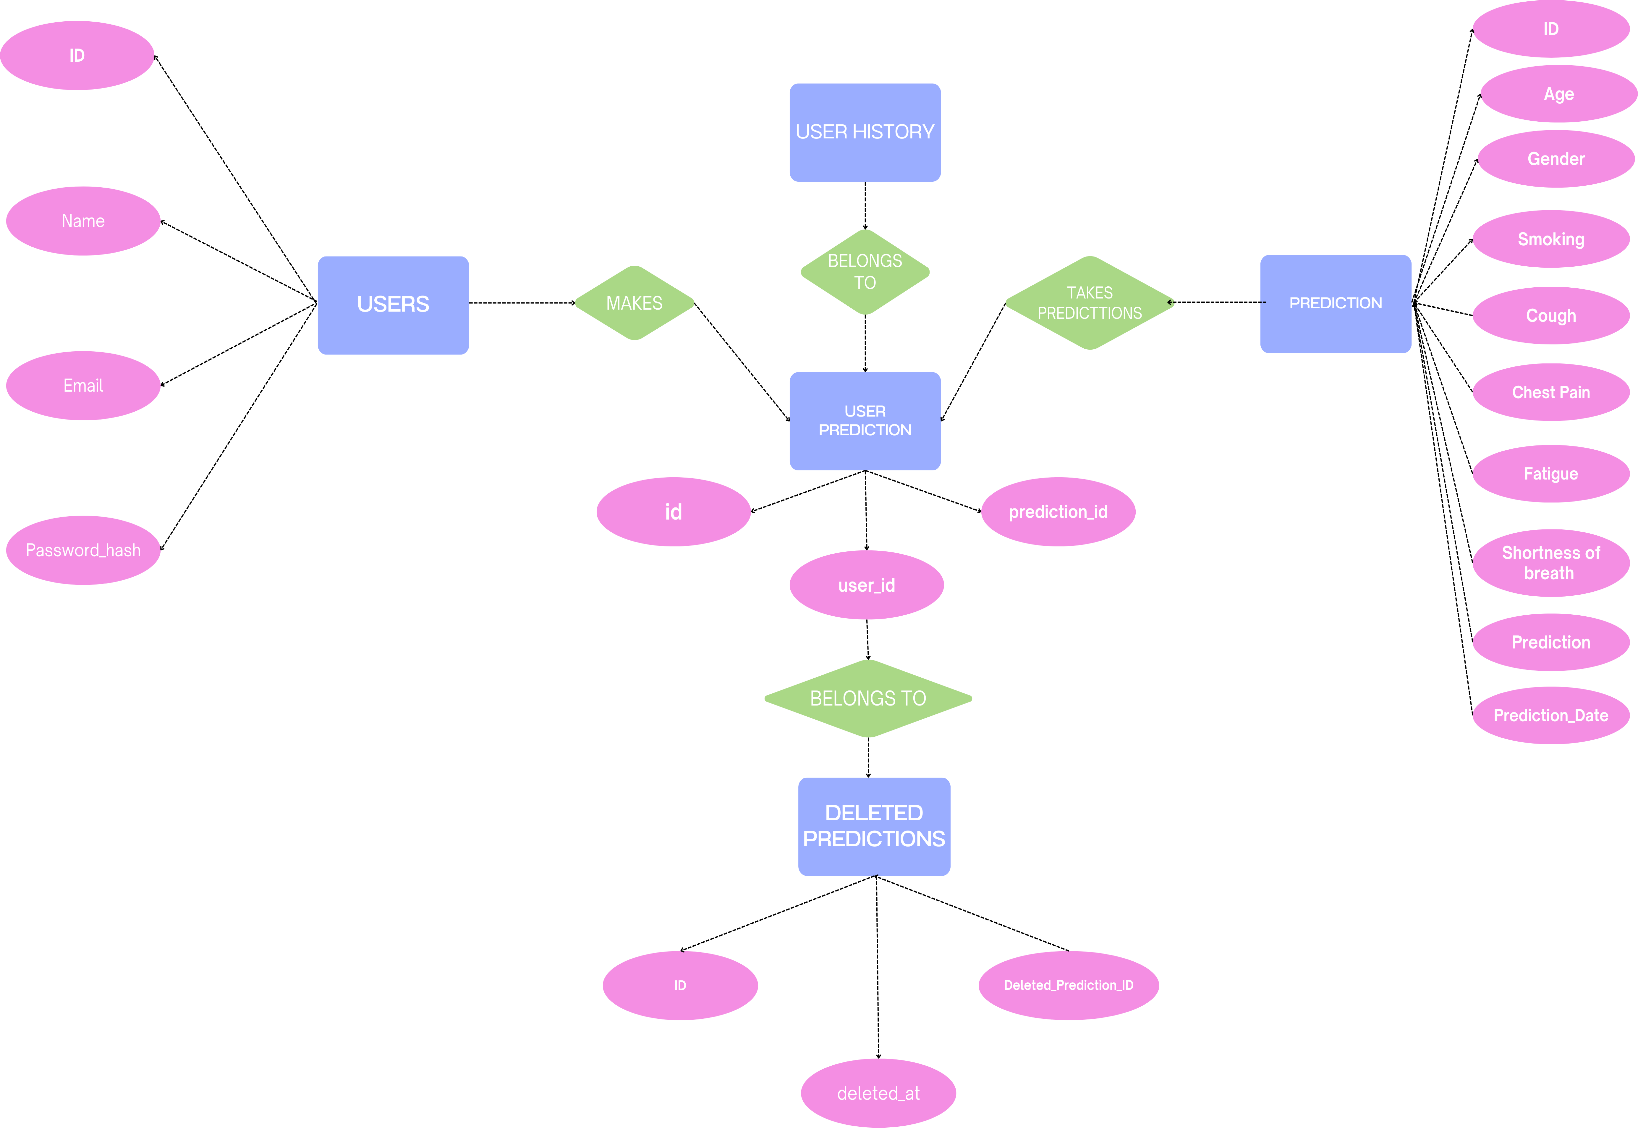 ID
Name
Email
Password_hash
USERS
MAKES
USER HISTORY
BELONGS
TO
USER
PREDICTION
id
user_id
prediction_id
TAKES
PREDICTTIONS
PREDICTION
ID
Age
Gender
Smoking
Cough
Chest Pain
Fatigue
Shortness of
breath
Prediction
Prediction_Date
BELONGS TO
DELETED
PREDICTIONS
ID
deleted_at
Deleted_Prediction_ID